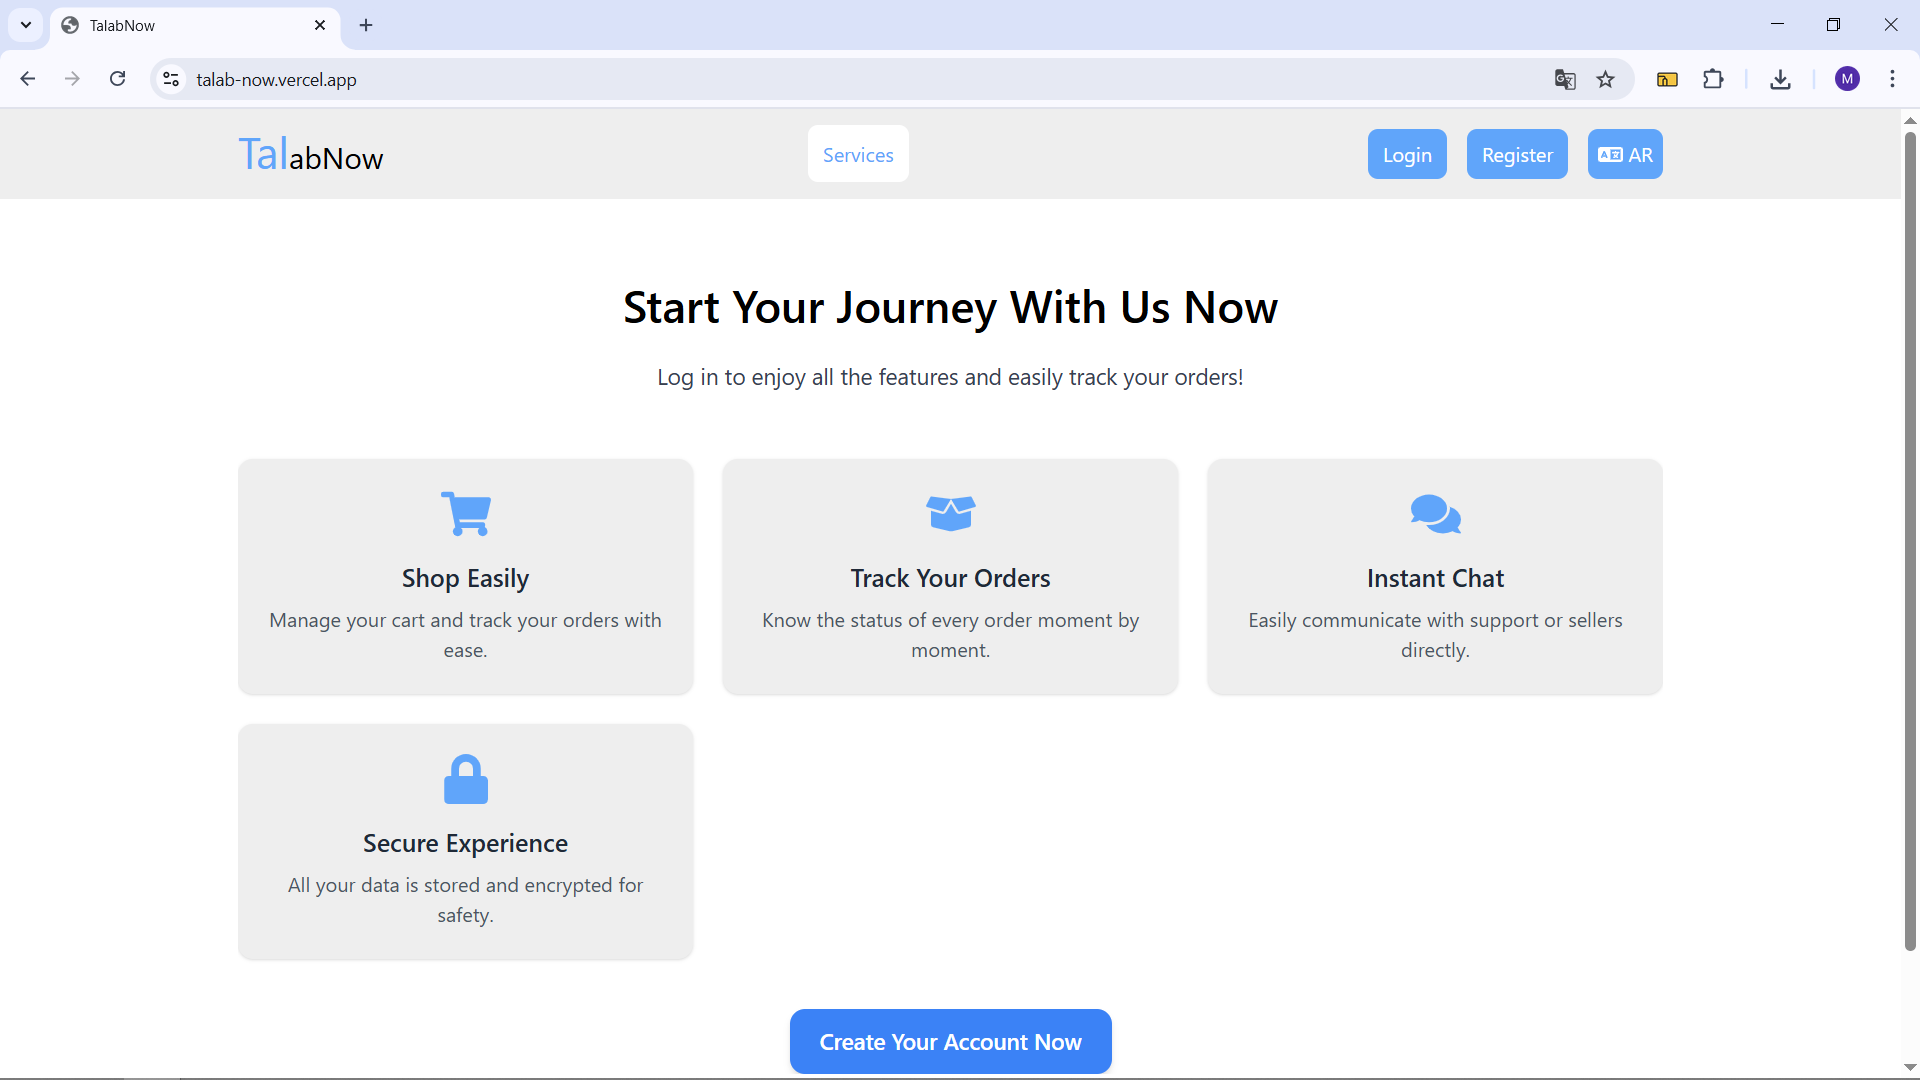 TalabNow
talab-now.vercel.app
M
TalabNow
Services
Login
Register
AR
Start Your Journey With Us Now
Log in to enjoy all the features and easily track your orders!
Shop Easily
Manage your cart and track your orders with
ease.
Track Your Orders
Know the status of every order moment by
moment.
Instant Chat
Easily communicate with support or sellers
directly.
Secure Experience
All your data is stored and encrypted for
safety.
Create Your Account Now